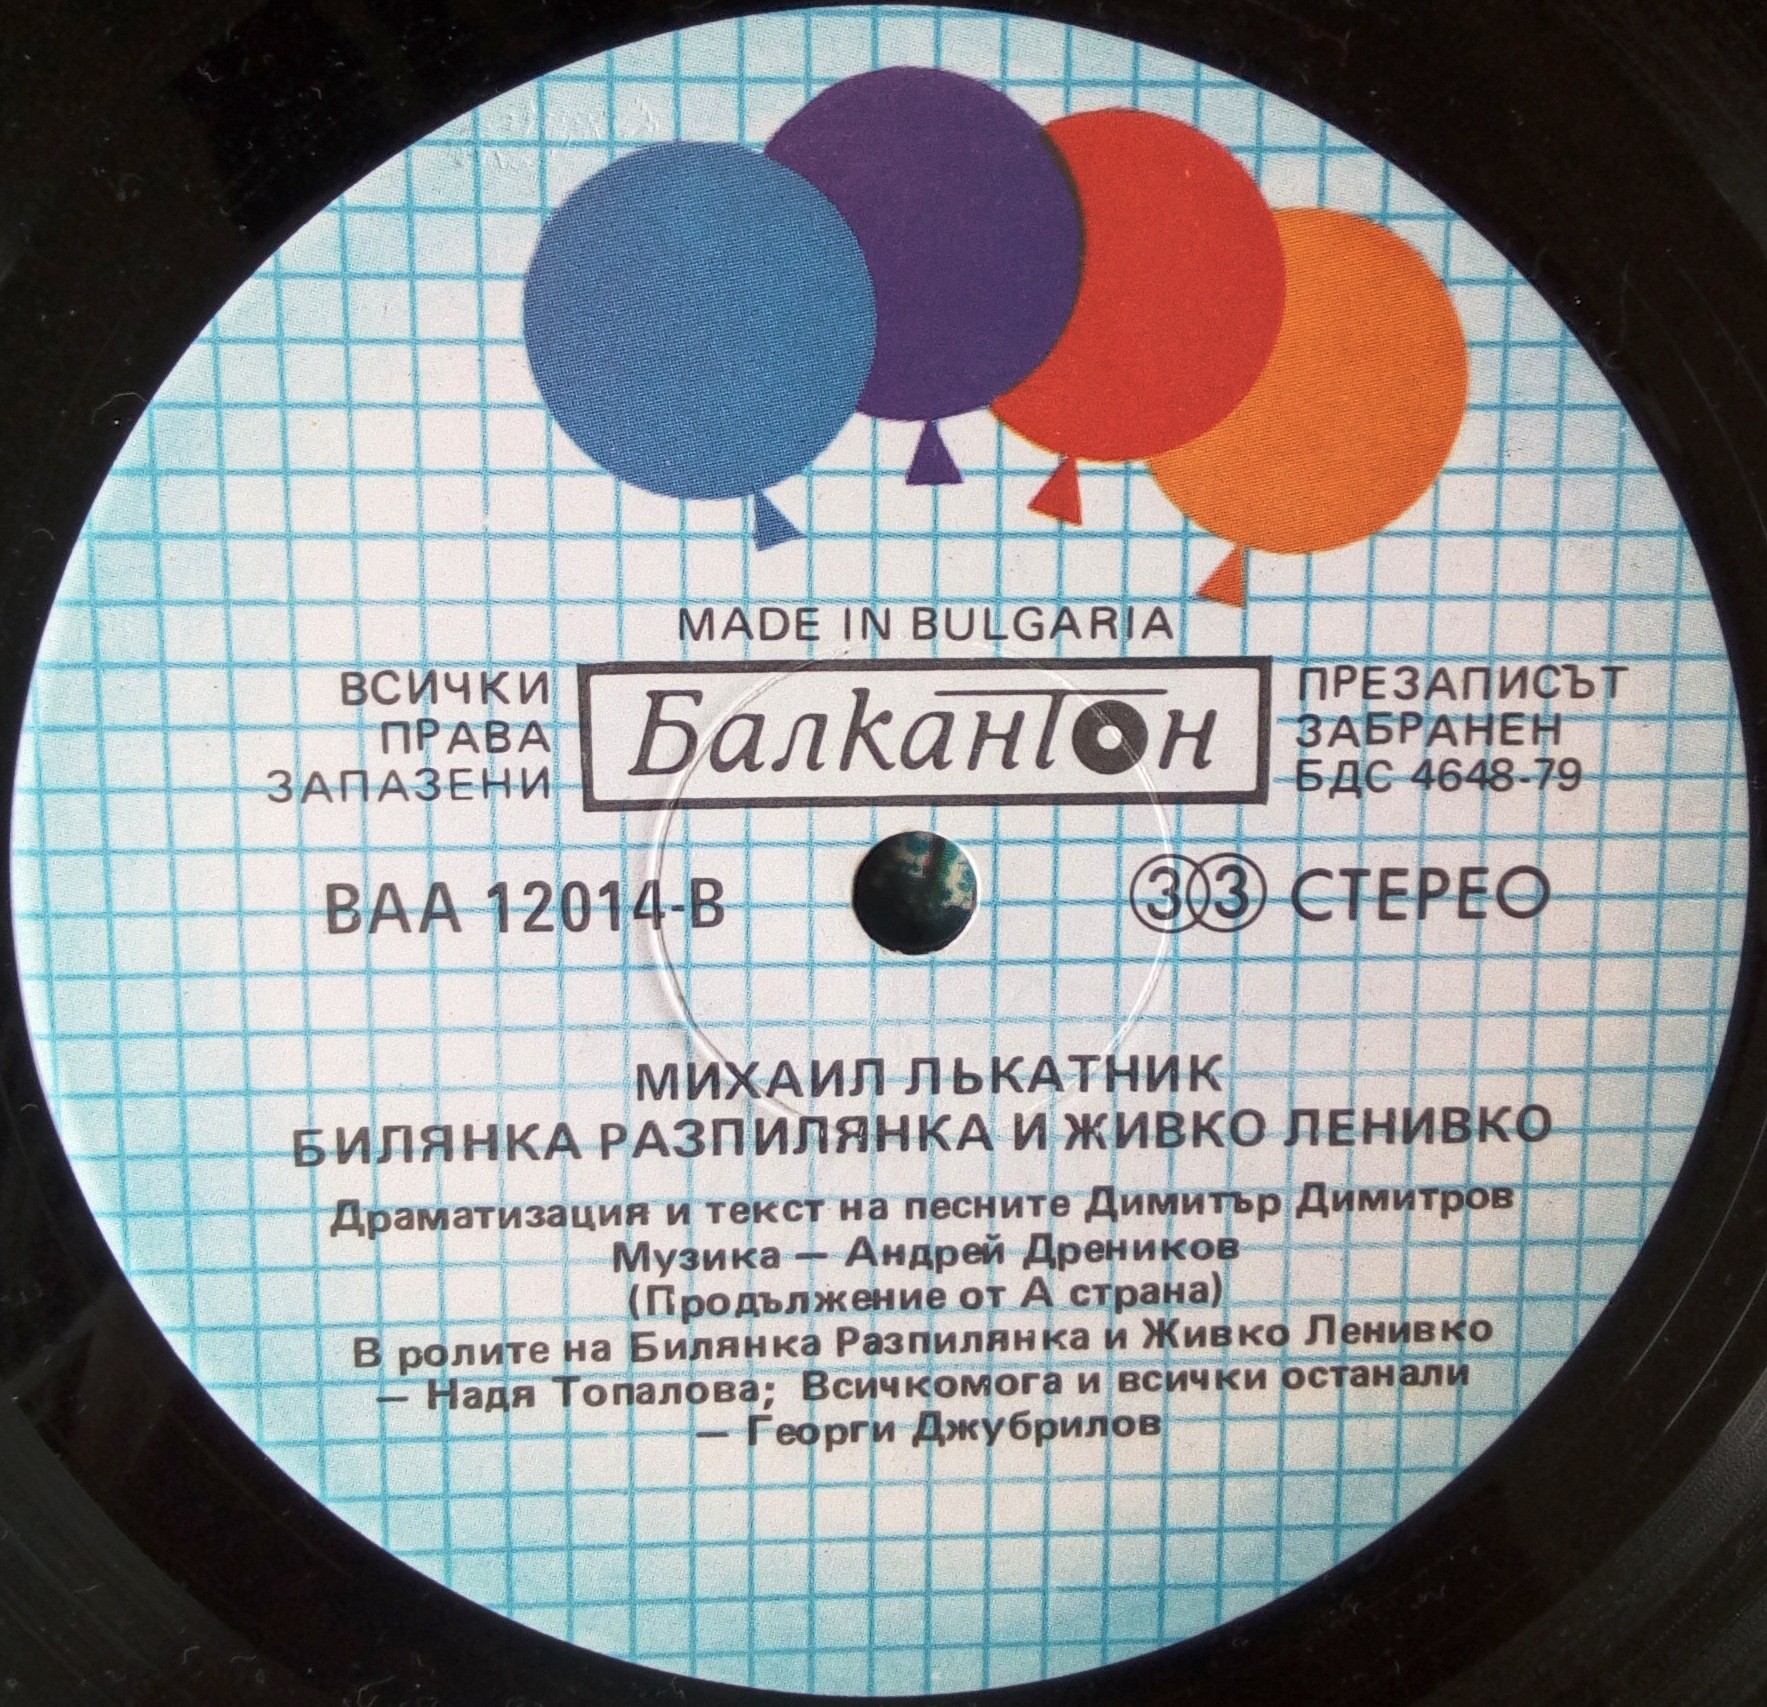 MADE IN BULGARIA
ВСИЧКИ
ПРАВА
ЗАПАЗЕНИ
Балкантон
ПРЕЗАПИСЪТ
ЗАБРАНЕН
БДС 4648-79
ВАА 12014-В
33 СТЕРЕО
МИХАИЛ ЛЬКАТНИК
БИЛЯНКА РАЗПИЛЯНКА И ЖИВКО ЛЕНИВКО
Драматизация и текст на песните Димитър Димитров
Музика — Андрей Дреников
(Продължение от А страна)
В ролите на Билянка Разпилянка и Живко Ленивко
— Надя Топалова; Всичкомога и всички останали
— Георги Джубрилов